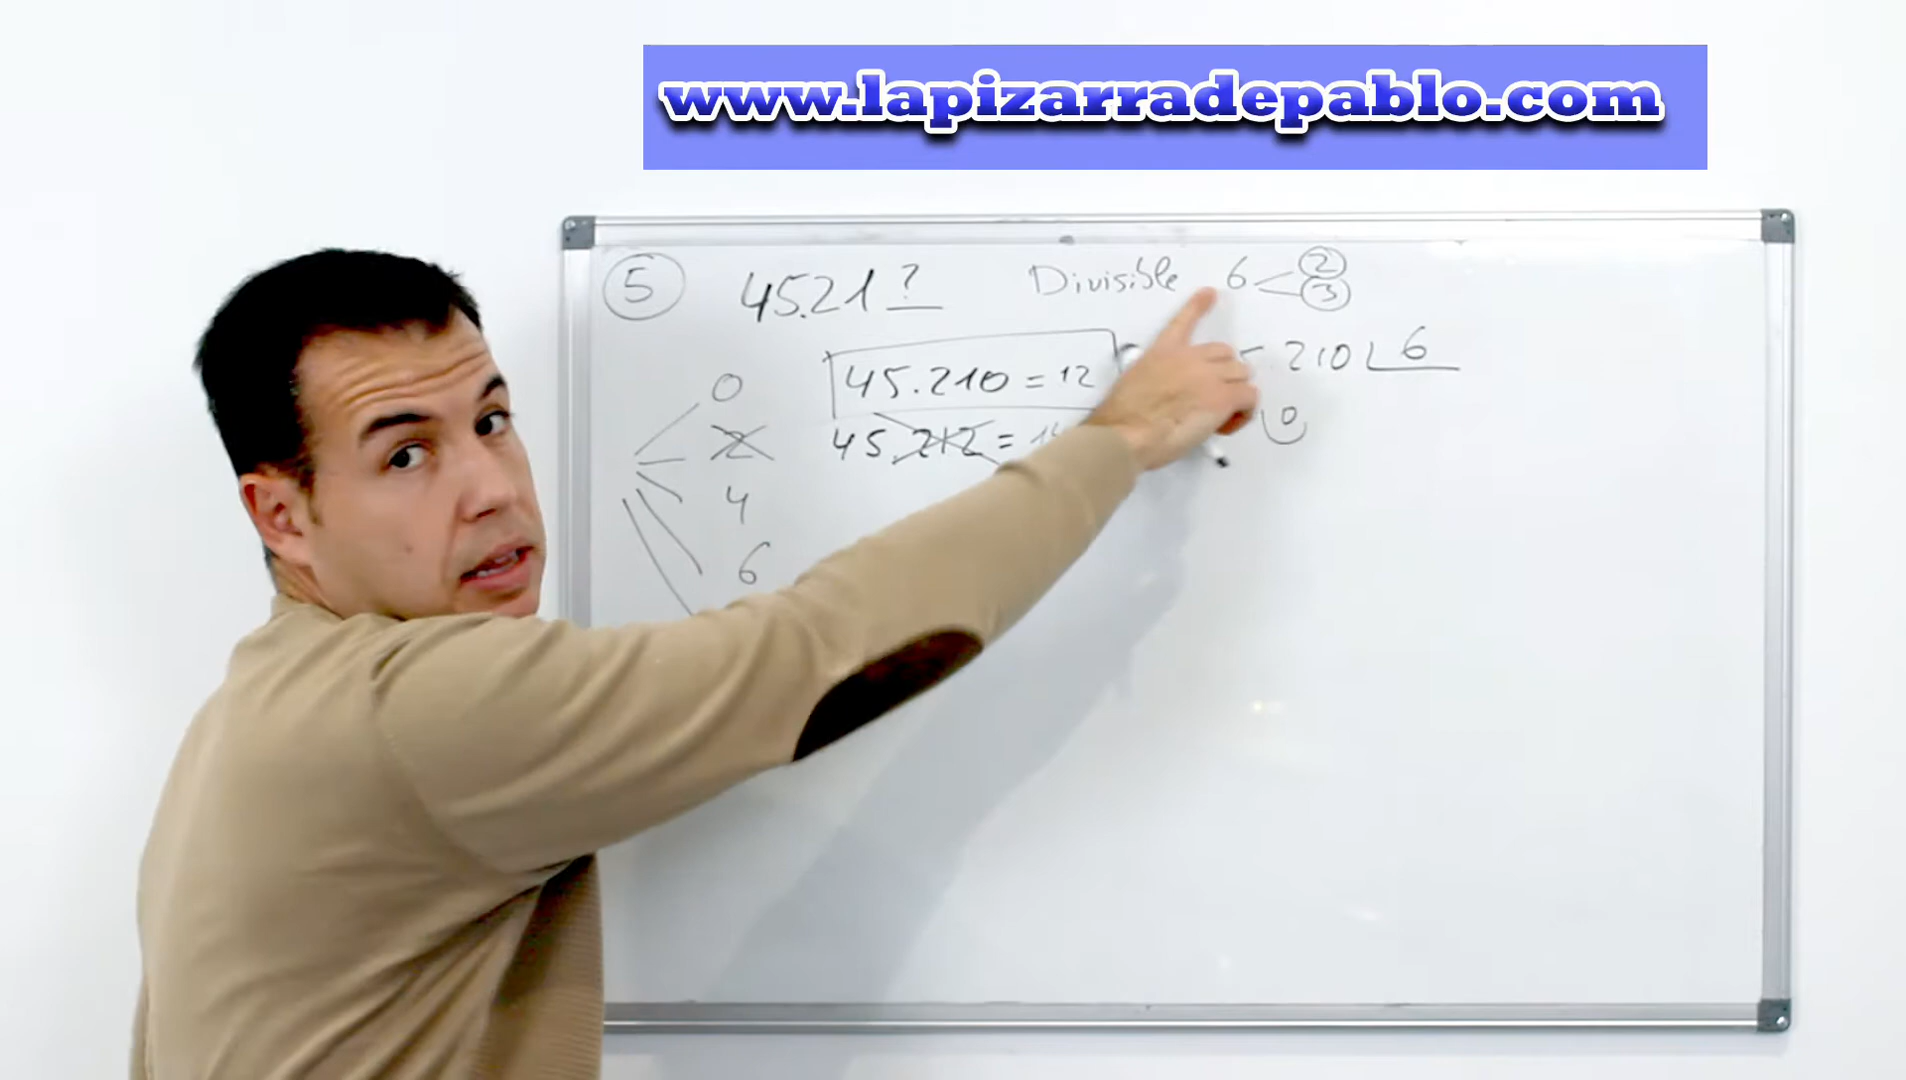 www.lapizarradepablo.com
5 45.21? Divisible 6 2
3
0 45.210 = 12 210 6
2 45.212 = 0
4
6